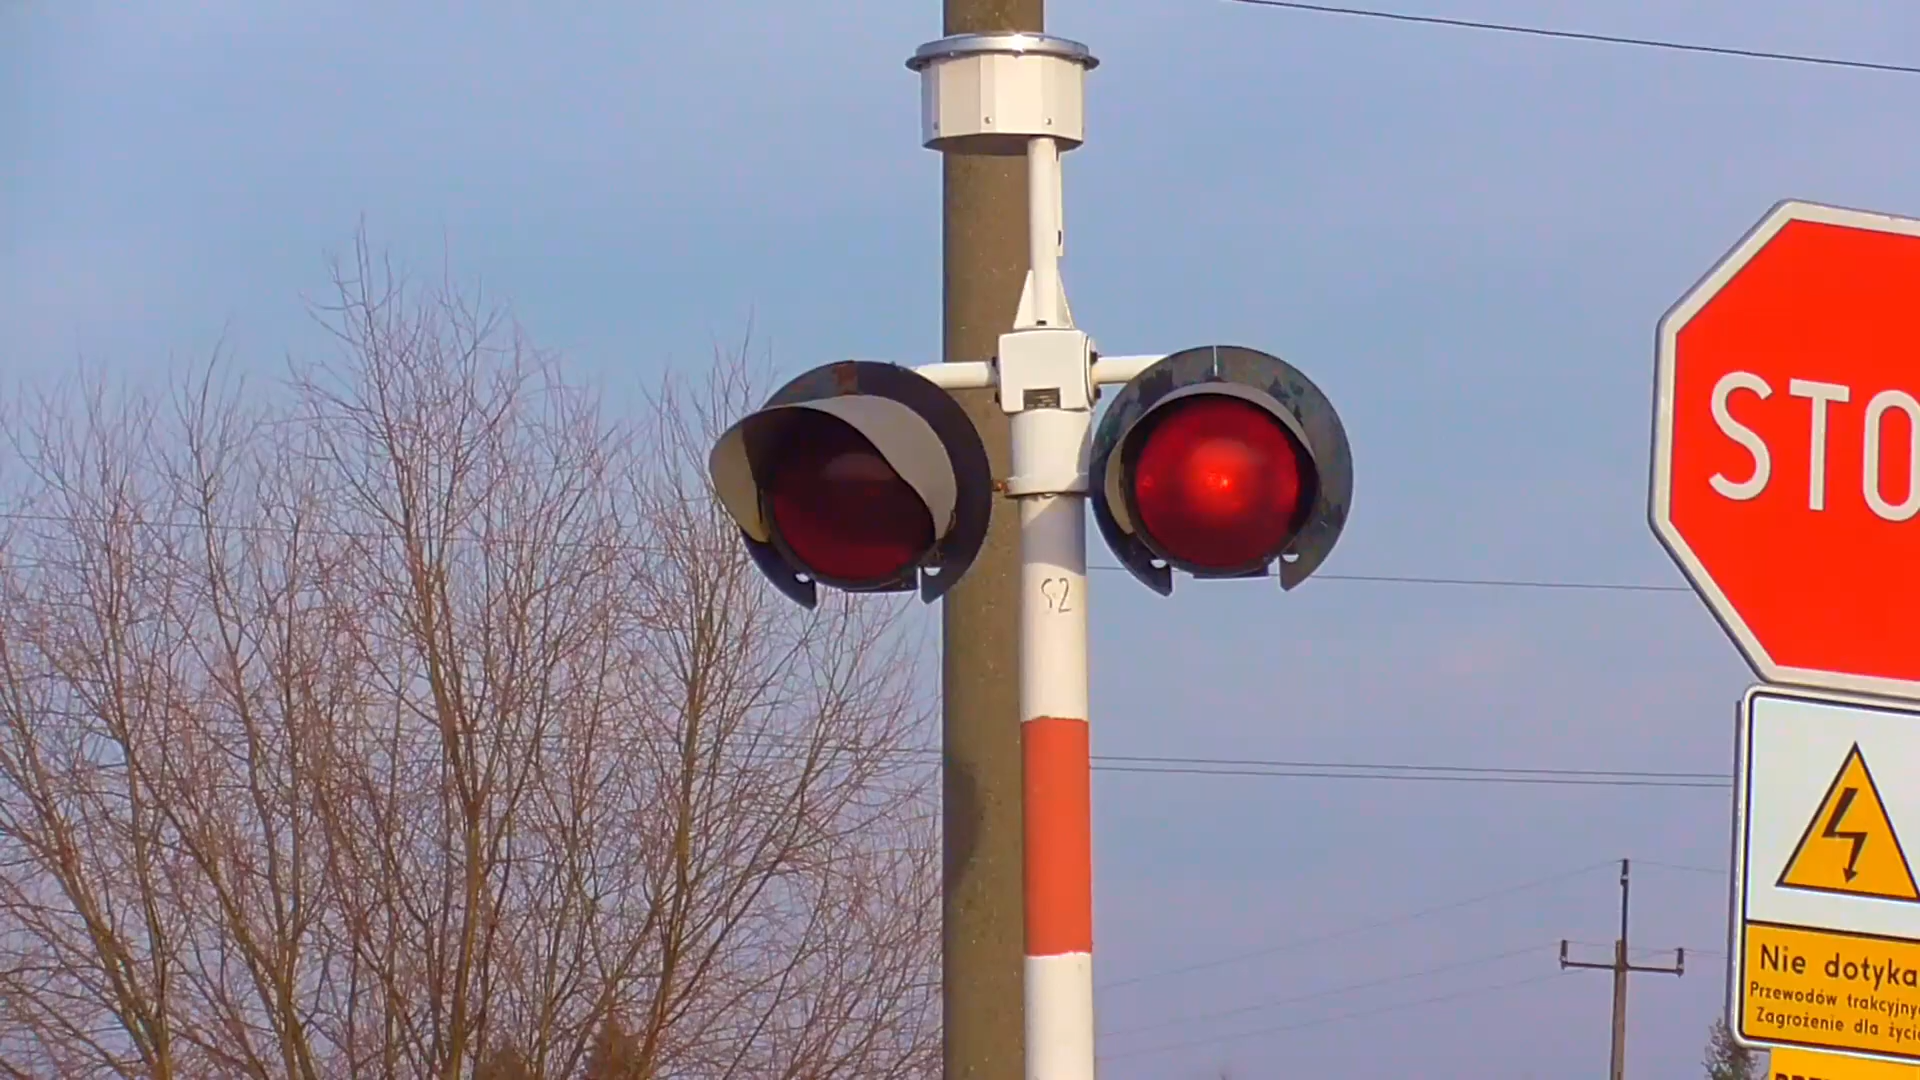 STO
S2
Nie dotyka
Przewodów trakcyjny
Zagrożenie dla życi